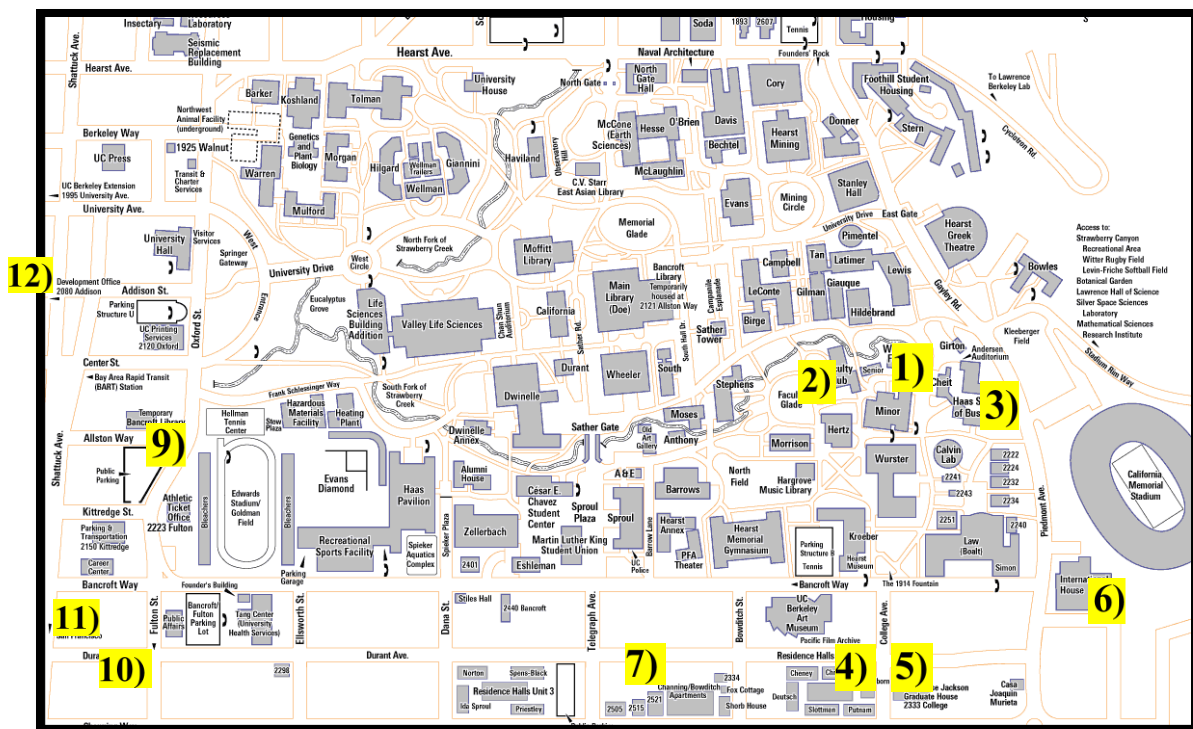 Insectary
Laboratory
Seismic
Replacement
Building
Shattuck Ave.
Hearst Ave.
Hearst Ave.
Soda
1893
2607
Tennis
Housing
Naval Architecture
Founders' Rock
North
Gate
Hall
North Gate
University
House
Cory
Foothill Student
Housing
To Lawrence
Berkeley Lab
Cyclotron Rd.
Barker
Koshland
Tolman
Northwest
Animal Facility
(underground)
Berkeley Way
UC Press
1925 Walnut
Transit &
Charter
Services
Genetics
and
Plant
Biology
Morgan
Warren
Hilgard
Wellman
Trailers
Wellman
Giannini
Mulford
Haviland
Observatory
Hill
McCone
(Earth
Sciences)
Hesse
O'Brien
McLaughlin
Davis
Bechtel
Hearst
Mining
Donner
Stern
C.V. Starr
East Asian Library
Stanley
Hall
Evans
Mining
Circle
UC Berkeley Extension
1995 University Ave.
University Ave.
University Drive
East Gate
Hearst
Greek
Theatre
Memorial
Glade
University
Hall
Visitor
Services
Springer
Gateway
West
Entrance
University Drive
West
Circle
North Fork of
Strawberry Creek
Moffitt
Library
Pimentel
Campbell
Tan
Latimer
Lewis
Bowles
Gayley Rd.
Access to:
Strawberry Canyon
Recreational Area
Witter Rugby Field
Levin-Friche Softball Field
Botanical Garden
Lawrence Hall of Science
Silver Space Sciences
Laboratory
Mathematical Sciences
Research Institute
12)
Development Office
2080 Addison
Addison St.
Parking
Structure U
UC Printing
Services
2120 Oxford
Oxford St.
Eucalyptus
Grove
Life
Sciences
Building
Addition
Valley Life Sciences
Chan Shun
Auditorium
California
Main
Library
(Doe)
Bancroft
Library
Temporarily
housed at
2121 Allston Way
Campanile
Esplanade
LeConte
Birge
Gilman
Giauque
Hildebrand
Sather
Tower
Sather Rd.
South Hall Dr.
Kleeberger
Field
Andersen
Auditorium
Girton
Stadium Rim Way
Center St.
Bay Area Rapid
Transit
(BART) Station
Frank Schlessinger Way
South Fork of
Strawberry
Creek
Durant
Wheeler
South
Stephens
2)
1)
Senior
Cheit
3)
Minor
Hertz
Dwinelle
Hazardous
Materials
Facility
Heating
Plant
Hellman
Tennis
Center
Temporary
Bancroft Library
Allston Way
9)
Public
Parking
Shattuck Ave.
Dwinelle
Annex
Sather Gate
Moses
Anthony
Old
Art
Gallery
Morrison
Wurster
Calvin
Lab
2222
2224
2232
2234
2241
2243
2251
2240
California
Memorial
Stadium
Piedmont Ave.
Bleachers
Edwards
Stadium/
Goldman
Field
Bleachers
Evans
Diamond
Haas
Pavilion
Alumni
House
A & E
César E.
Chavez
Student
Center
Sproul
Plaza
Sproul
Barrows
North
Field
Hargrove
Music Library
Athletic
Ticket
Office
2223 Fulton
Kittredge St.
Parking &
Transportation
2150 Kittredge
Career
Center
Recreational
Sports Facility
Spieker
Aquatics
Complex
Spieker Plaza
Zellerbach
2401
Eshleman
Martin Luther King
Student Union
Barrow Lane
UC
Police
Hearst
Annex
PFA
Theater
Hearst
Memorial
Gymnasium
Parking
Structure H
Tennis
Kroeber
Hearst
Museum
Law
(Boalt)
Simon
Bancroft Way
Bancroft Way
Parking
Garage
The 1914 Fountain
International
House
6)
11)
Fulton St.
Founder's Building
Public
Affairs
Bancroft/
Fulton
Parking
Lot
Tang Center
(University
Health Services)
Ellsworth St.
Dana St.
Stiles Hall
2440 Bancroft
Telegraph Ave.
Bowditch St.
UC
Berkeley
Art
Museum
Pacific Film Archive
College Ave.
10)
Durant Ave.
2298
Norton
Spens-Black
Residence Halls Unit 3
Ida Sproul
Priestley
7)
2334
Channing/Bowditch
Apartments
Fox Cottage
Shorb House
2505
2515
2521
Residence Halls
Cheney
Deutsch
Slottman
Putnam
4)
5)
Graduate House
2333 College
Casa
Joaquin
Murieta